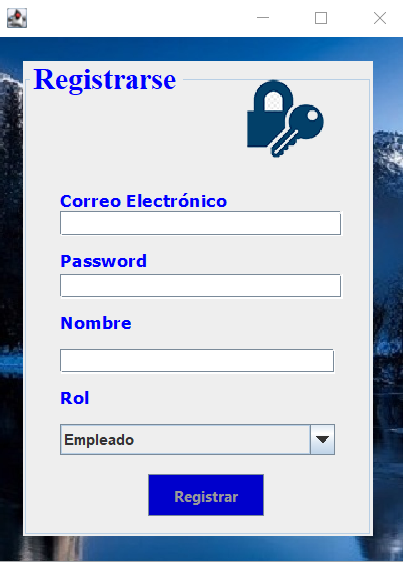 Registrarse
Correo Electrónico
Password
Nombre
Rol
Empleado
Registrar